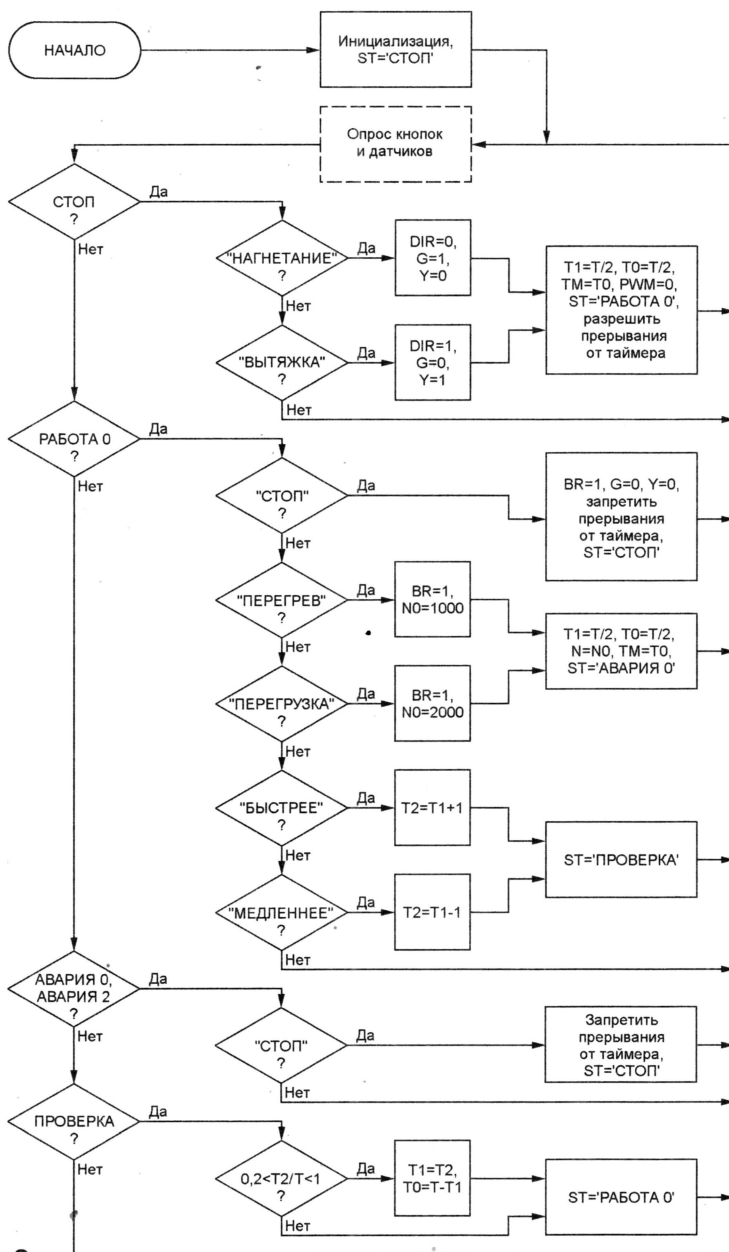 НАЧАЛО
Инициализация,
ST='СТОП'
Опрос кнопок
и датчиков
СТОП
?
Да
Нет
"НАГНЕТАНИЕ"
?
Да
Нет
DIR=0,
G=1,
Y=0
T1=T/2, T0=T/2,
TM=T0, PWM=0,
ST='РАБОТА 0',
разрешить
прерывания
от таймера
"ВЫТЯЖКА"
?
Да
Нет
DIR=1,
G=0,
Y=1
РАБОТА 0
?
Да
Нет
"СТОП"
?
Да
Нет
BR=1, G=0, Y=0,
запретить
прерывания
от таймера,
ST='СТОП'
"ПЕРЕГРЕВ"
?
Да
Нет
BR=1,
N0=1000
T1=T/2, T0=T/2,
N=N0, TM=T0,
ST='АВАРИЯ 0'
"ПЕРЕГРУЗКА"
?
Да
Нет
BR=1,
N0=2000
"БЫСТРЕЕ"
?
Да
Нет
T2=T1+1
ST='ПРОВЕРКА'
"МЕДЛЕННЕЕ"
?
Да
Нет
T2=T1-1
АВАРИЯ 0,
АВАРИЯ 2
?
Да
Нет
"СТОП"
?
Да
Нет
Запретить
прерывания
от таймера,
ST='СТОП'
ПРОВЕРКА
?
Да
Нет
0,2<T2/T<1
?
Да
Нет
T1=T2,
T0=T-T1
ST='РАБОТА 0'